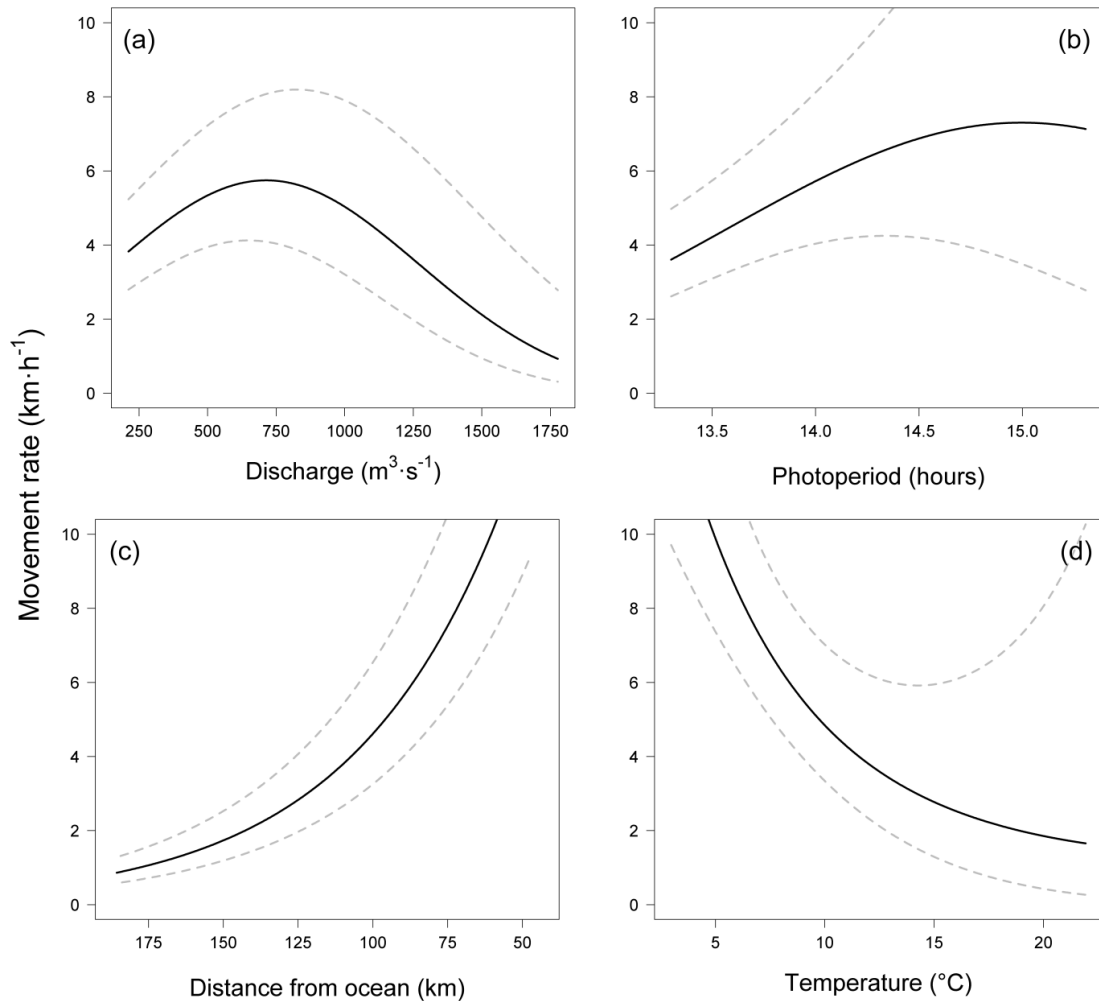 Movement rate (km·h⁻¹)
(a)
10
8
6
4
2
0
250 500 750 1000 1250 1500 1750
Discharge (m³·s⁻¹)
(b)
10
8
6
4
2
0
13.5 14.0 14.5 15.0
Photoperiod (hours)
(c)
10
8
6
4
2
0
175 150 125 100 75 50
Distance from ocean (km)
(d)
10
8
6
4
2
0
5 10 15 20
Temperature (°C)